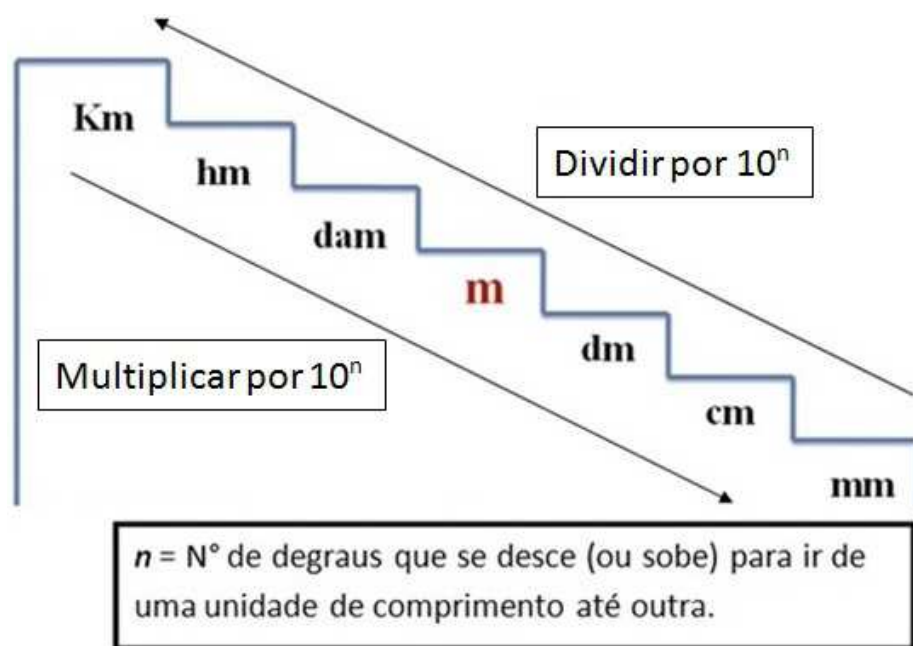 Km
hm
Dividir por 10ⁿ
dam
m
dm
Multiplicar por 10ⁿ
cm
mm
n = N° de degraus que se desce (ou sobe) para ir de
uma unidade de comprimento até outra.